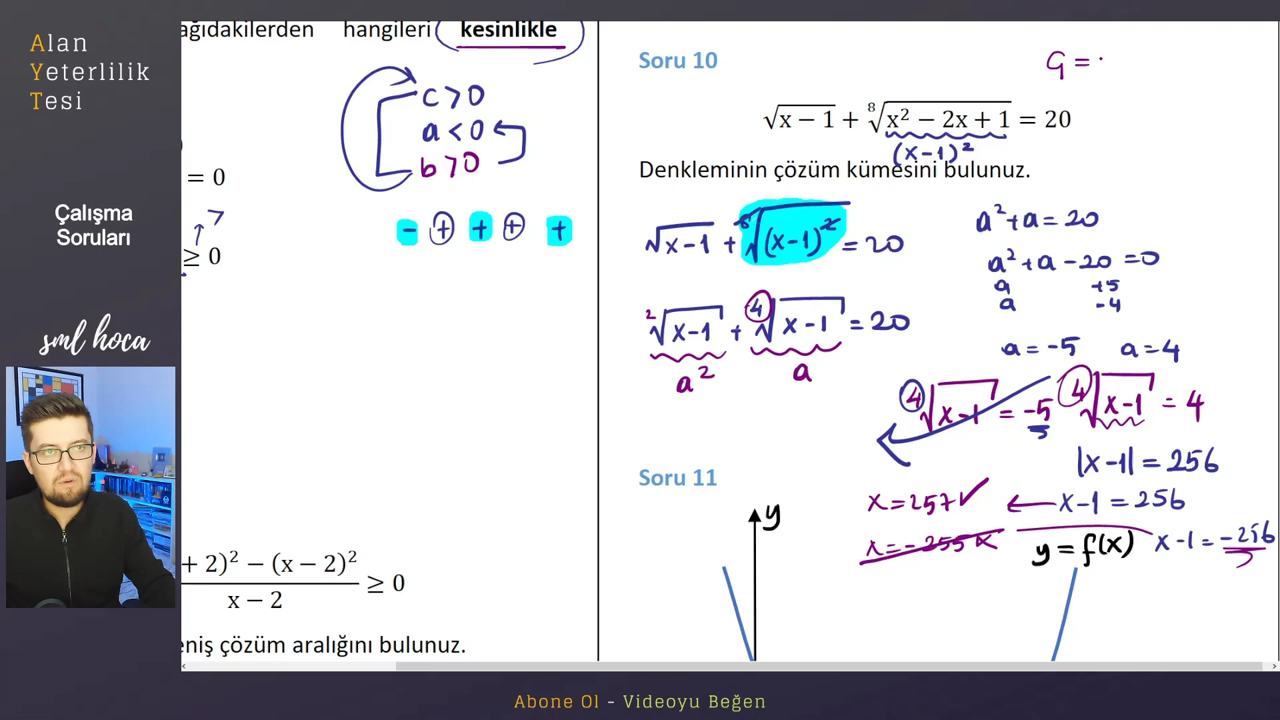 Alan
Yeterlilik
Tesi
Çalışma
Soruları
sml hoca
ağıdakilerden hangileri kesinlikle
c > 0
a < 0
b > 0
= 0
≥ 0
- + + + +
+ 2)² − (x − 2)²
x − 2
≥ 0
eniş çözüm aralığını bulunuz.
Soru 10
Ç =
√x − 1 + ⁸√x² − 2x + 1 = 20
(x-1)²
Denkleminin çözüm kümesini bulunuz.
√x-1 + ⁸√(x-1)² = 20
²√x-1 + ⁴√x-1 = 20
a² a
a² + a = 20
a² + a - 20 = 0
a +5
a -4
a = -5 a = 4
⁴√x-1 = -5 ⁴√x-1 = 4
|x-1| = 256
x = 257 ✓ ← x-1 = 256
x = -255 x x-1 = -256
Soru 11
y
y = f(x)
Abone Ol - Videoyu Beğen